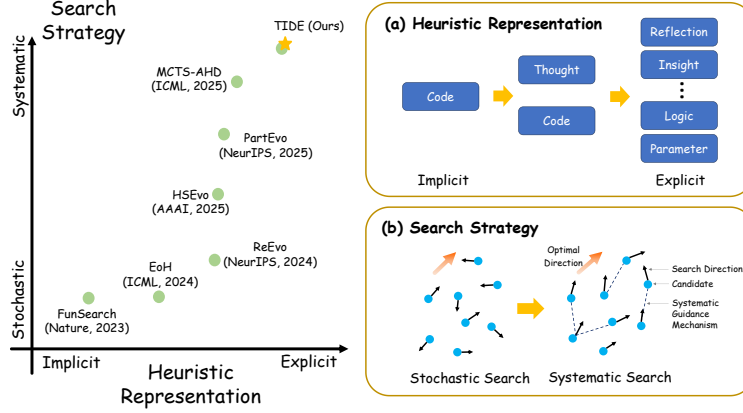 Search
Strategy
Systematic
Stochastic
TIDE (Ours)
MCTS-AHD
(ICML, 2025)
PartEvo
(NeurIPS, 2025)
HSEvo
(AAAI, 2025)
ReEvo
(NeurIPS, 2024)
EoH
(ICML, 2024)
FunSearch
(Nature, 2023)
Implicit
Explicit
Heuristic
Representation
(a) Heuristic Representation
Code
Thought
Code
Reflection
Insight
Logic
Parameter
Implicit
Explicit
(b) Search Strategy
Optimal
Direction
Search Direction
Candidate
Systematic
Guidance
Mechanism
Stochastic Search
Systematic Search